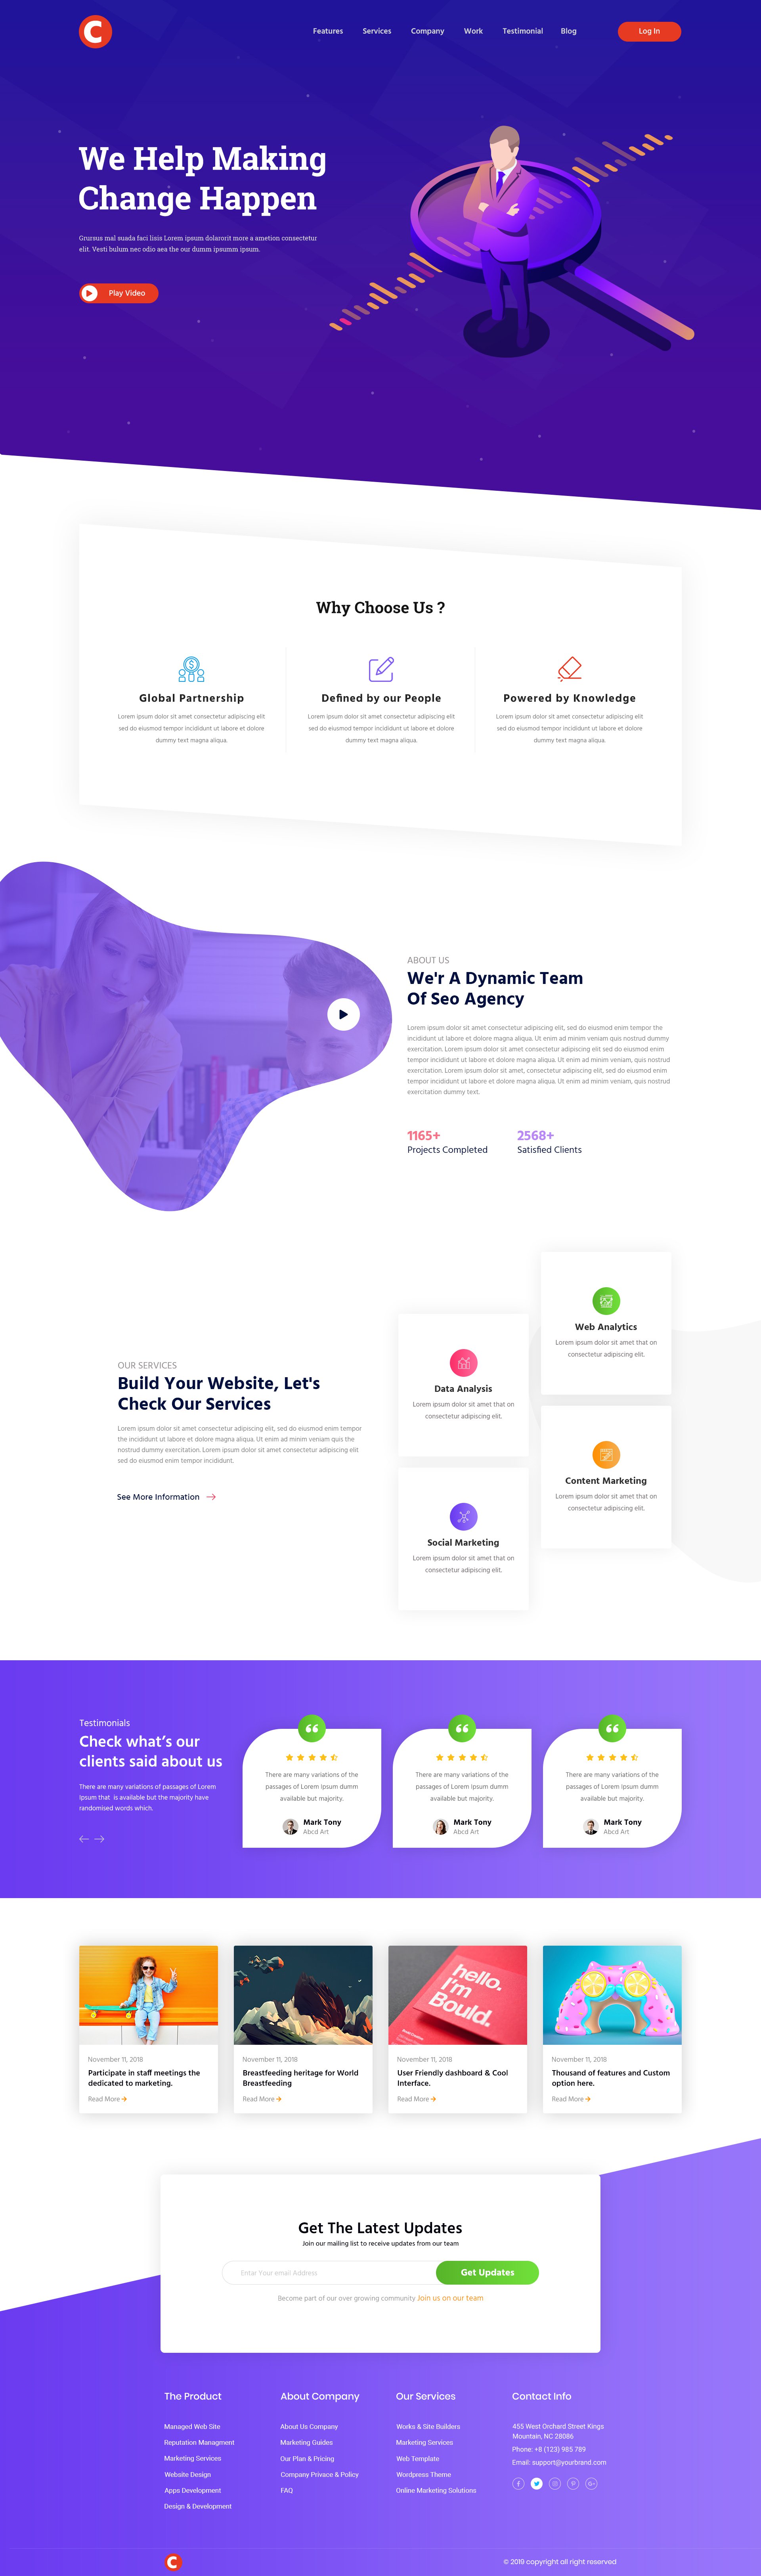 C
Features Services Company Work Testimonial Blog Log In
We Help Making
Change Happen
Grursus mal suada faci lisis Lorem ipsum dolarorit more a ametion consectetur
elit. Vesti bulum nec odio aea the our dumm ipsumm ipsum.
Play Video
Why Choose Us ?
Global Partnership
Lorem ipsum dolor sit amet consectetur adipiscing elit
sed do eiusmod tempor incididunt ut labore et dolore
dummy text magna aliqua.
Defined by our People
Lorem ipsum dolor sit amet consectetur adipiscing elit
sed do eiusmod tempor incididunt ut labore et dolore
dummy text magna aliqua.
Powered by Knowledge
Lorem ipsum dolor sit amet consectetur adipiscing elit
sed do eiusmod tempor incididunt ut labore et dolore
dummy text magna aliqua.
ABOUT US
We'r A Dynamic Team
Of Seo Agency
Lorem ipsum dolor sit amet consectetur adipiscing elit, sed do eiusmod enim tempor the
incididunt ut labore et dolore magna aliqua. Ut enim ad minim veniam quis nostrud dummy
exercitation. Lorem ipsum dolor sit amet consectetur adipiscing elit sed do eiusmod enim
tempor incididunt ut labore et dolore magna aliqua. Ut enim ad minim veniam, quis nostrud
exercitation. Lorem ipsum dolor sit amet, consectetur adipiscing elit, sed do eiusmod enim
tempor incididunt ut labore et dolore magna aliqua. Ut enim ad minim veniam, quis nostrud
exercitation dummy text.
1165+
Projects Completed
2568+
Satisfied Clients
OUR SERVICES
Build Your Website, Let's
Check Our Services
Lorem ipsum dolor sit amet consectetur adipiscing elit, sed do eiusmod enim tempor
the incididunt ut labore et dolore magna aliqua. Ut enim ad minim veniam quis the
nostrud dummy exercitation. Lorem ipsum dolor sit amet consectetur adipiscing elit
sed do eiusmod enim tempor incididunt.
See More Information
Web Analytics
Lorem ipsum dolor sit amet that on
consectetur adipiscing elit.
Data Analysis
Lorem ipsum dolor sit amet that on
consectetur adipiscing elit.
Content Marketing
Lorem ipsum dolor sit amet that on
consectetur adipiscing elit.
Social Marketing
Lorem ipsum dolor sit amet that on
consectetur adipiscing elit.
Testimonials
Check what's our
clients said about us
There are many variations of passages of Lorem
Ipsum that is available but the majority have
randomised words which.
There are many variations of the
passages of Lorem Ipsum dumm
available but majority.
Mark Tony
Abcd Art
There are many variations of the
passages of Lorem Ipsum dumm
available but majority.
Mark Tony
Abcd Art
There are many variations of the
passages of Lorem Ipsum dumm
available but majority.
Mark Tony
Abcd Art
November 11, 2018
Participate in staff meetings the
dedicated to marketing.
Read More
November 11, 2018
Breastfeeding heritage for World
Breastfeeding
Read More
hello.
I'm
Bould.
November 11, 2018
User Friendly dashboard & Cool
Interface.
Read More
November 11, 2018
Thousand of features and Custom
option here.
Read More
Get The Latest Updates
Join our mailing list to receive updates from our team
Enter Your email Address
Get Updates
Become part of our over growing community Join us on our team
The Product
Managed Web Site
Reputation Managment
Marketing Services
Website Design
Apps Development
Design & Development
About Company
About Us Company
Marketing Guides
Our Plan & Pricing
Company Privace & Policy
FAQ
Our Services
Works & Site Builders
Marketing Services
Web Template
Wordpress Theme
Online Marketing Solutions
Contact Info
455 West Orchard Street Kings
Mountain, NC 28086
Phone: +8 (123) 985 789
Email: support@yourbrand.com
C
© 2019 copyright all right reserved